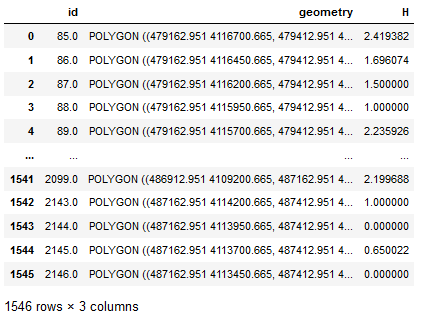 id geometry H
0 85.0 POLYGON ((479162.951 4116700.665, 479412.951 4... 2.419382
1 86.0 POLYGON ((479162.951 4116450.665, 479412.951 4... 1.696074
2 87.0 POLYGON ((479162.951 4116200.665, 479412.951 4... 1.500000
3 88.0 POLYGON ((479162.951 4115950.665, 479412.951 4... 1.000000
4 89.0 POLYGON ((479162.951 4115700.665, 479412.951 4... 2.235926
... ... ... ...
1541 2099.0 POLYGON ((486912.951 4109200.665, 487162.951 4... 2.199688
1542 2143.0 POLYGON ((487162.951 4114200.665, 487412.951 4... 1.000000
1543 2144.0 POLYGON ((487162.951 4113950.665, 487412.951 4... 0.000000
1544 2145.0 POLYGON ((487162.951 4113700.665, 487412.951 4... 0.650022
1545 2146.0 POLYGON ((487162.951 4113450.665, 487412.951 4... 0.000000
1546 rows × 3 columns